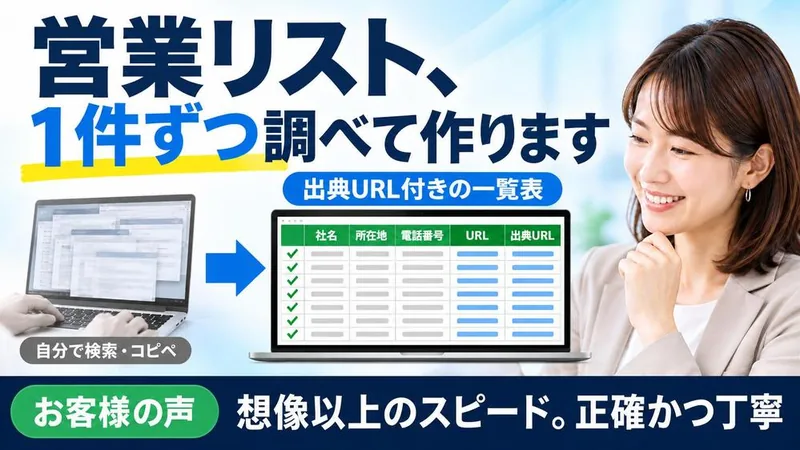 営業リスト、
1件ずつ調べて作ります
出典URL付きの一覧表
社名 所在地 電話番号 URL 出典URL
自分で検索・コピペ
お客様の声 想像以上のスピード。正確かつ丁寧